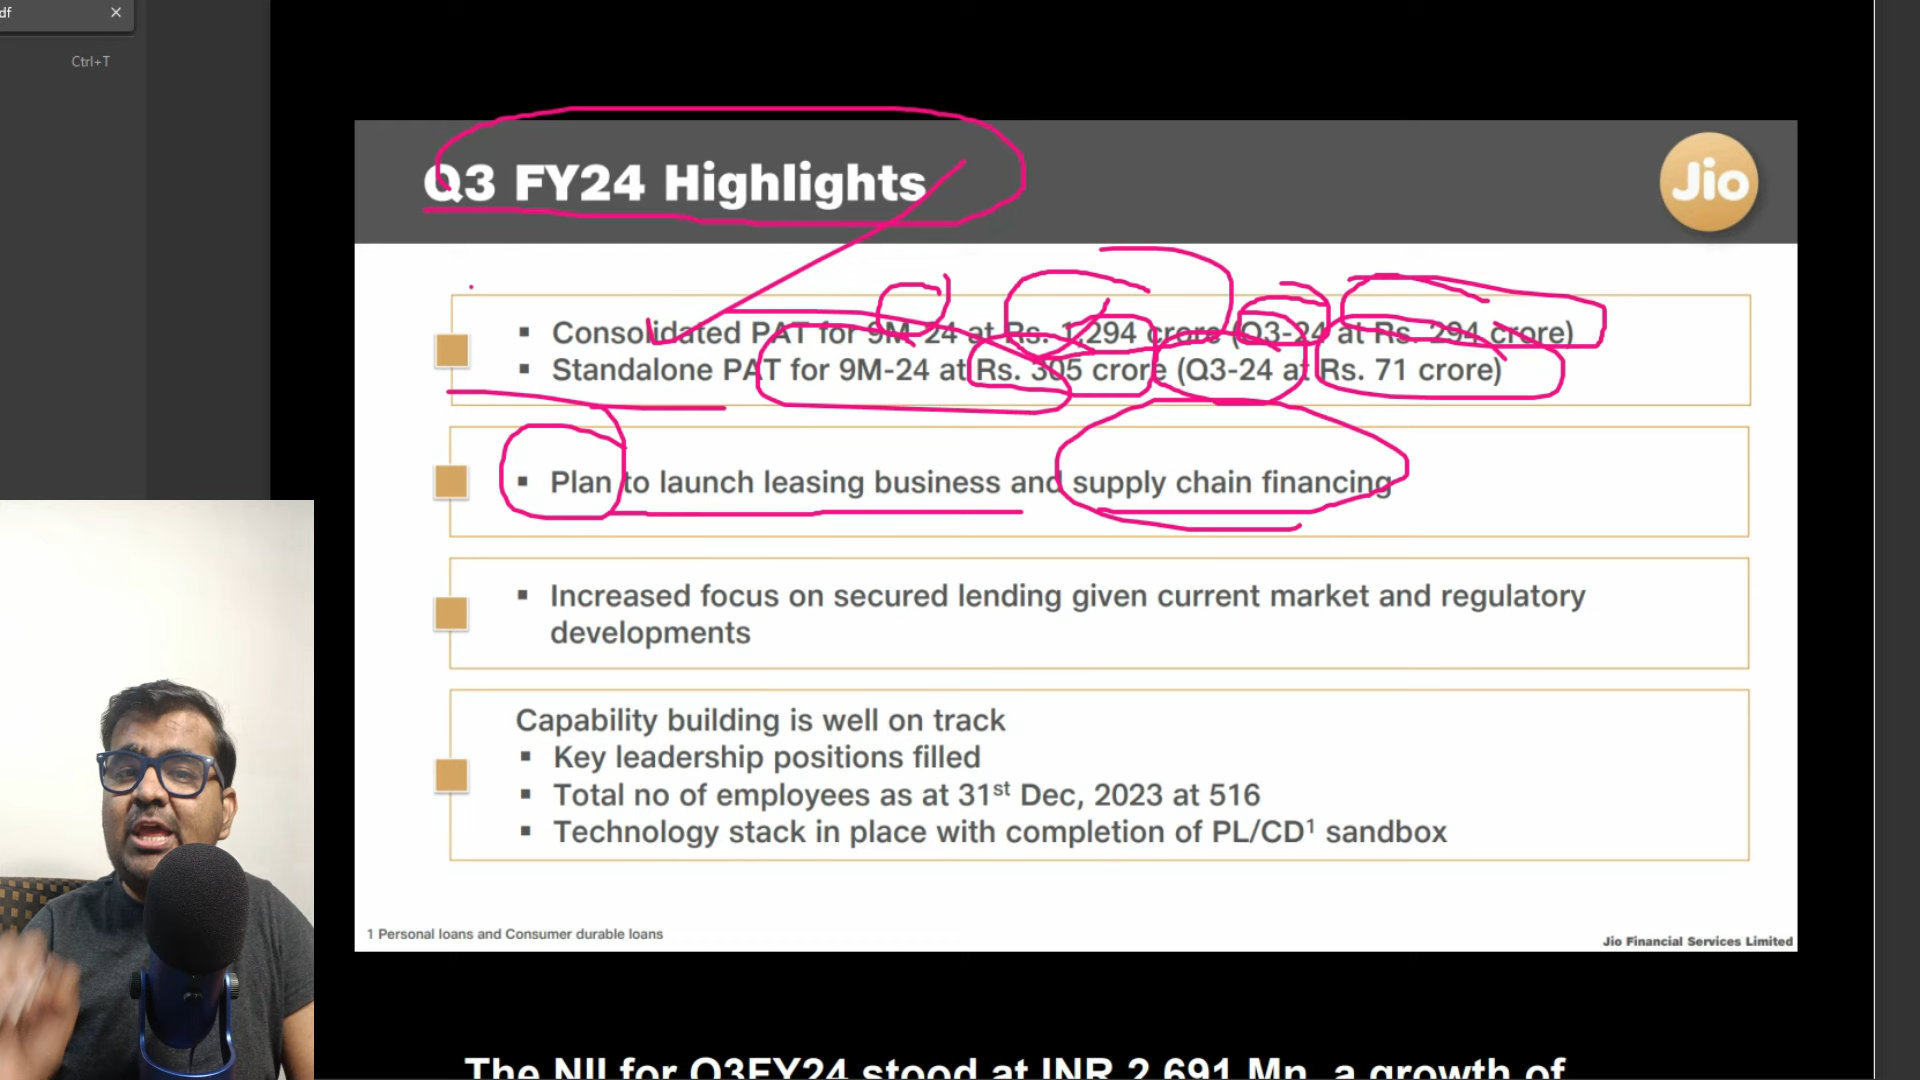 df
Ctrl+T
Q3 FY24 Highlights
Jio
▪ Consolidated PAT for 9M-24 at Rs. 1,294 crore (Q3-24 at Rs. 294 crore)
▪ Standalone PAT for 9M-24 at Rs. 305 crore (Q3-24 at Rs. 71 crore)
▪ Plan to launch leasing business and supply chain financing
▪ Increased focus on secured lending given current market and regulatory
developments
Capability building is well on track
▪ Key leadership positions filled
▪ Total no of employees as at 31st Dec, 2023 at 516
▪ Technology stack in place with completion of PL/CD¹ sandbox
1 Personal loans and Consumer durable loans
Jio Financial Services Limited
The NII for Q3FY24 stood at INR 2,691 Mn, a growth of